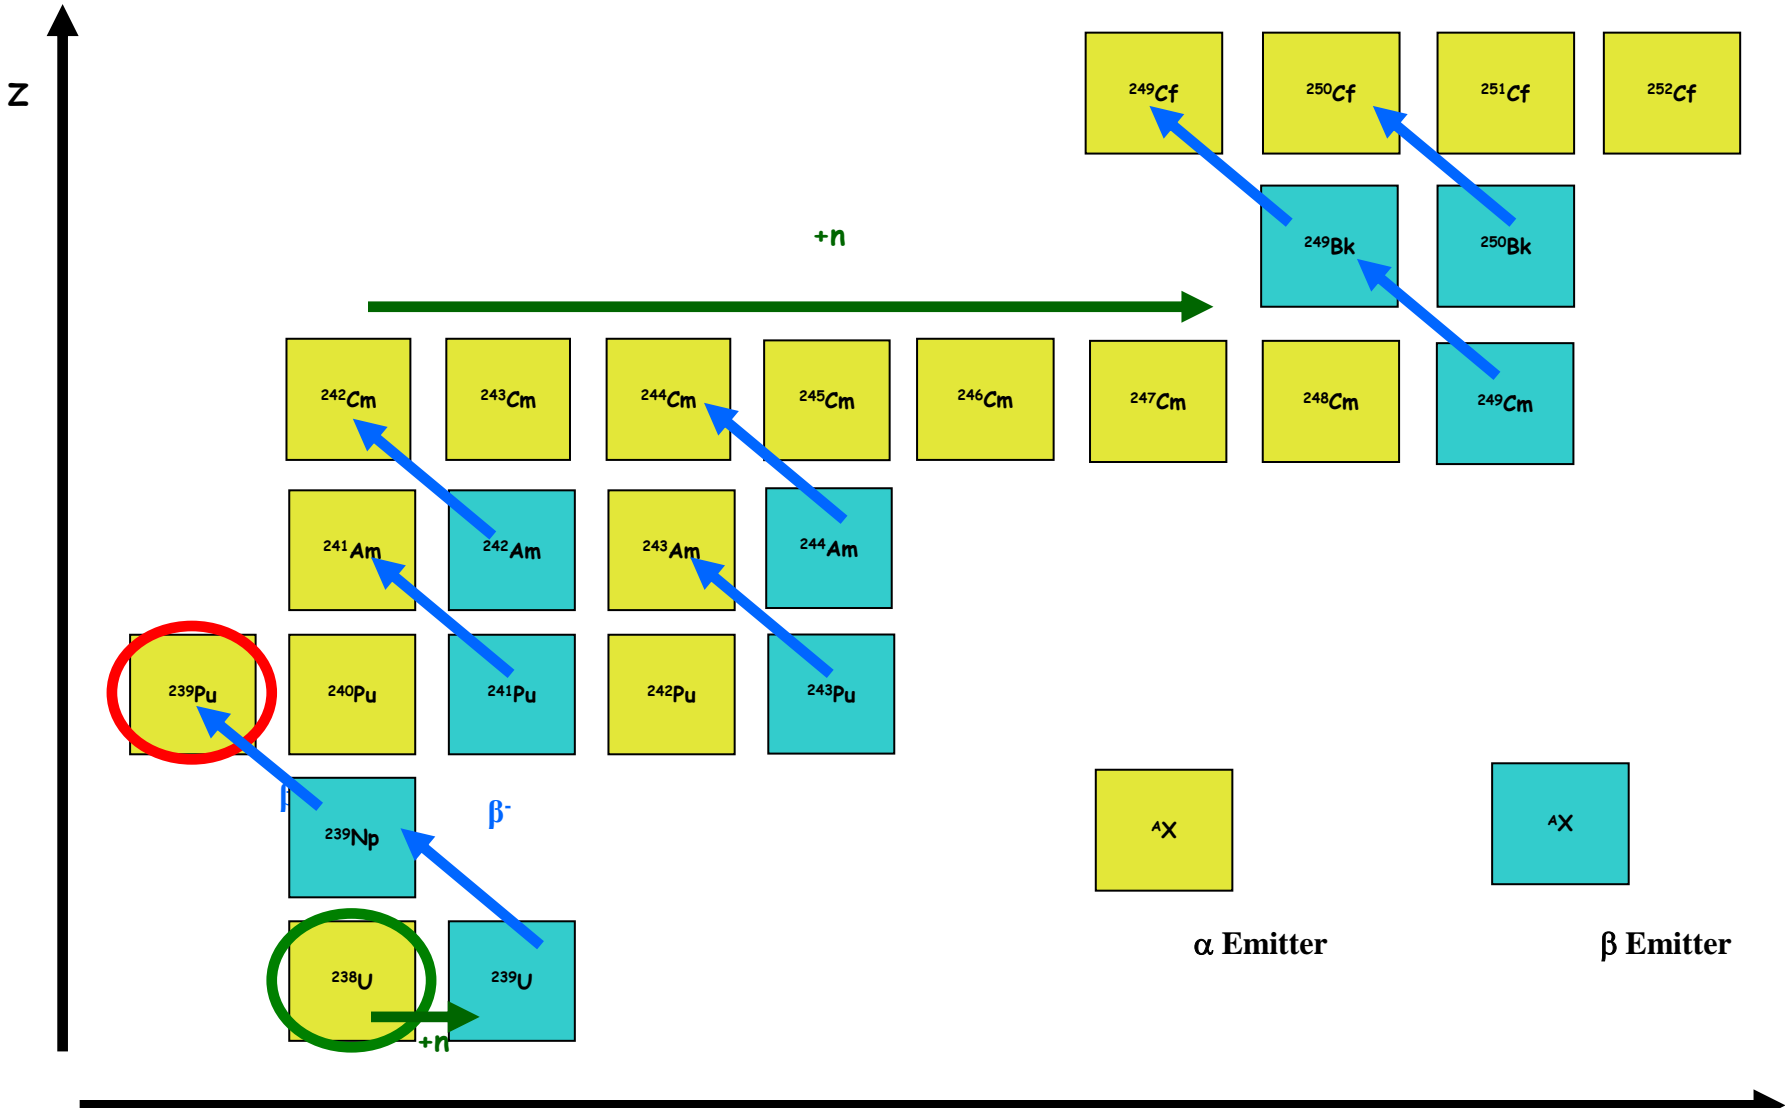 Z
²⁴⁹Cf ²⁵⁰Cf ²⁵¹Cf ²⁵²Cf
+n ²⁴⁹Bk ²⁵⁰Bk
²⁴²Cm ²⁴³Cm ²⁴⁴Cm ²⁴⁵Cm ²⁴⁶Cm ²⁴⁷Cm ²⁴⁸Cm ²⁴⁹Cm
²⁴¹Am ²⁴²Am ²⁴³Am ²⁴⁴Am
²³⁹Pu ²⁴⁰Pu ²⁴¹Pu ²⁴²Pu ²⁴³Pu
β β⁻
²³⁹Np ᴬX ᴬX
α Emitter β Emitter
²³⁸U ²³⁹U
+n